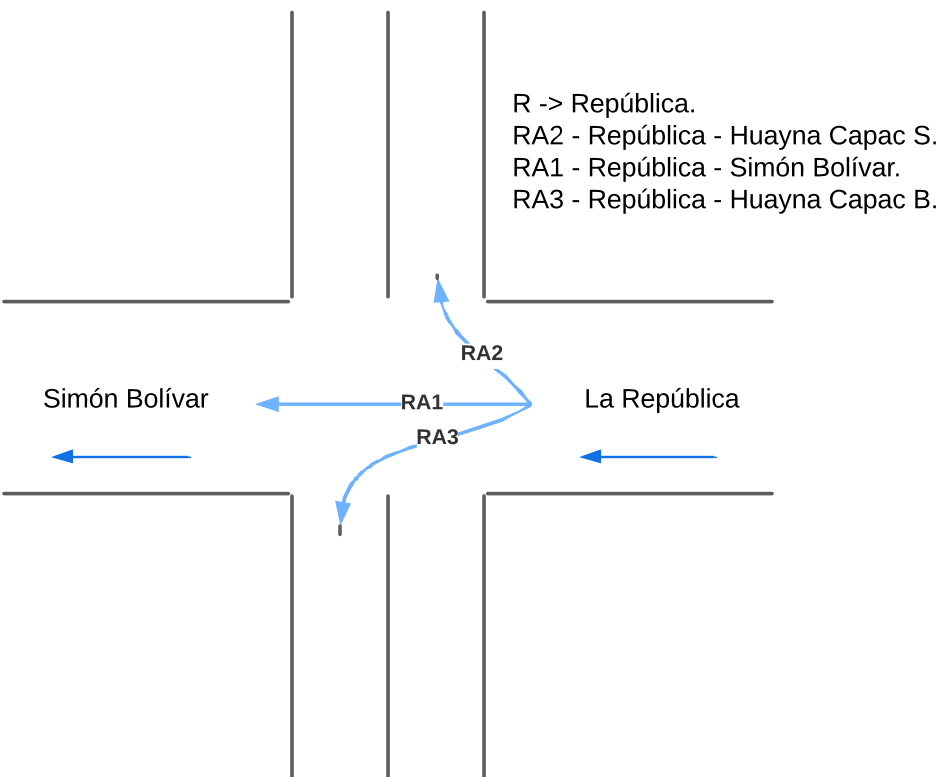 R -> República.
RA2 - República - Huayna Capac S.
RA1 - República - Simón Bolívar.
RA3 - República - Huayna Capac B.
RA2
Simón Bolívar
RA1
La República
RA3